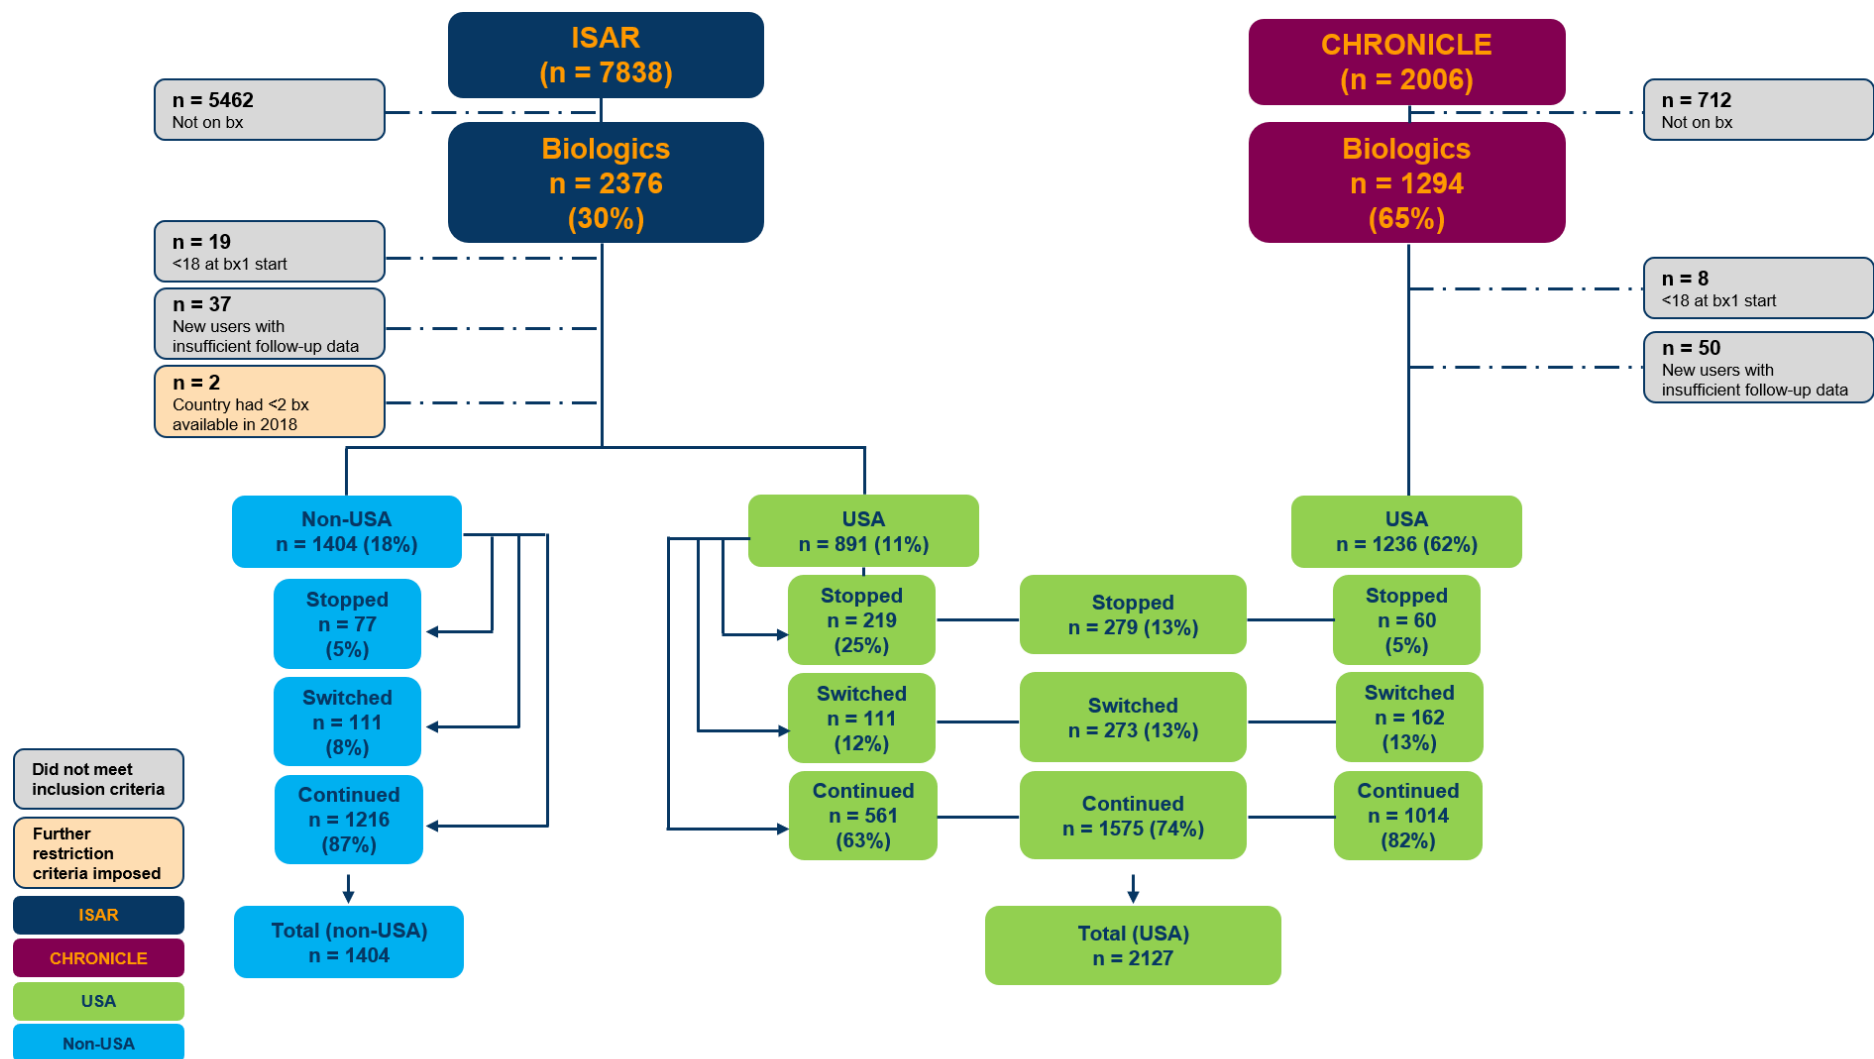 ISAR
(n = 7838)
CHRONICLE
(n = 2006)
n = 5462
Not on bx
n = 712
Not on bx
Biologics
n = 2376
(30%)
Biologics
n = 1294
(65%)
n = 19
<18 at bx1 start
n = 37
New users with
insufficient follow-up data
n = 2
Country had <2 bx
available in 2018
n = 8
<18 at bx1 start
n = 50
New users with
insufficient follow-up data
Non-USA
n = 1404 (18%)
USA
n = 891 (11%)
USA
n = 1236 (62%)
Stopped
n = 77
(5%)
Stopped
n = 219
(25%)
Stopped
n = 279 (13%)
Stopped
n = 60
(5%)
Switched
n = 111
(8%)
Switched
n = 111
(12%)
Switched
n = 273 (13%)
Switched
n = 162
(13%)
Continued
n = 1216
(87%)
Continued
n = 561
(63%)
Continued
n = 1575 (74%)
Continued
n = 1014
(82%)
Total (non-USA)
n = 1404
Total (USA)
n = 2127
Did not meet
inclusion criteria
Further
restriction
criteria imposed
ISAR
CHRONICLE
USA
Non-USA